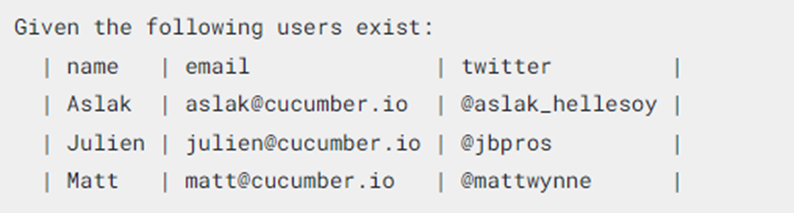 Given the following users exist:
| name | email | twitter |
| Aslak | aslak@cucumber.io | @aslak_hellesoy |
| Julien | julien@cucumber.io | @jbpros |
| Matt | matt@cucumber.io | @mattwynne |